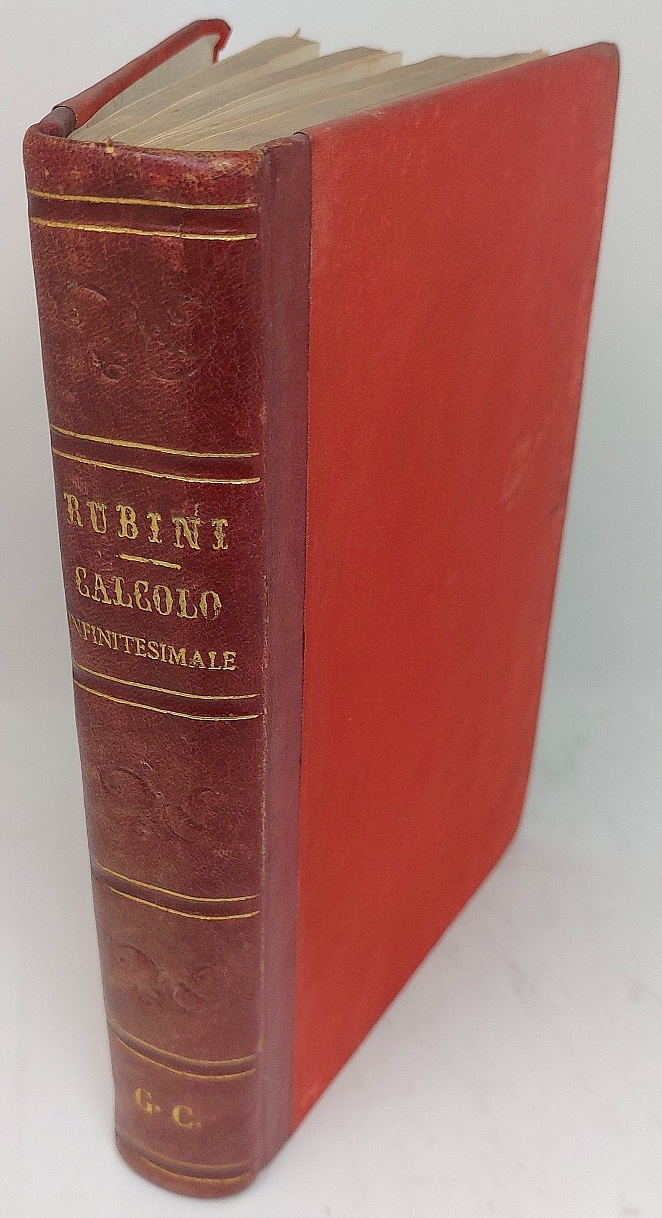 RUBINI
CALCOLO
INFINITESIMALE
G. C.